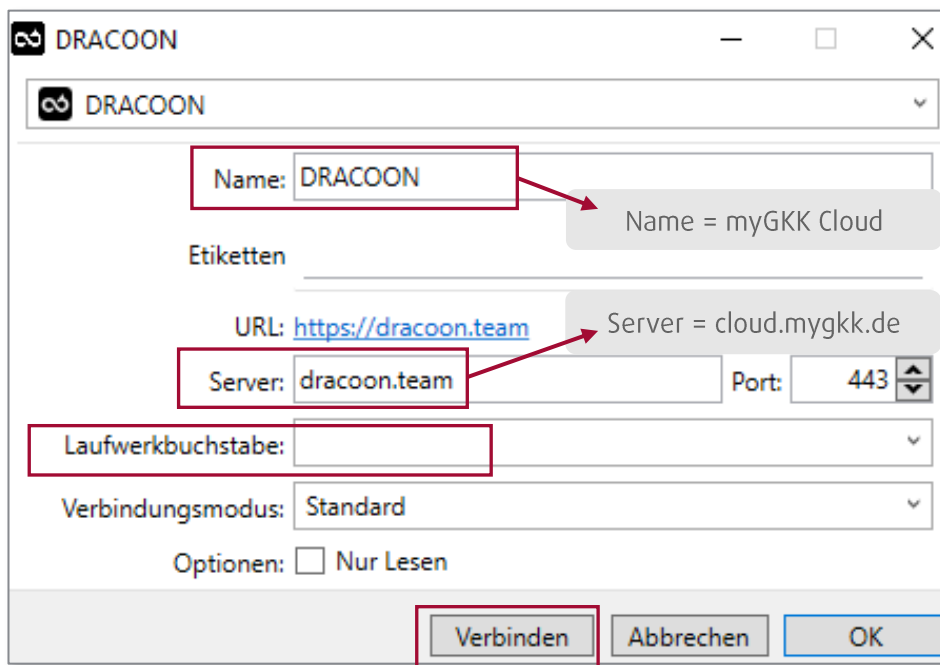 DRACOON
DRACOON
Name: DRACOON
Name = myGKK Cloud
Etiketten
URL: https://dracoon.team
Server = cloud.mygkk.de
Server: dracoon.team Port: 443
Laufwerkbuchstabe:
Verbindungsmodus: Standard
Optionen: Nur Lesen
Verbinden Abbrechen OK